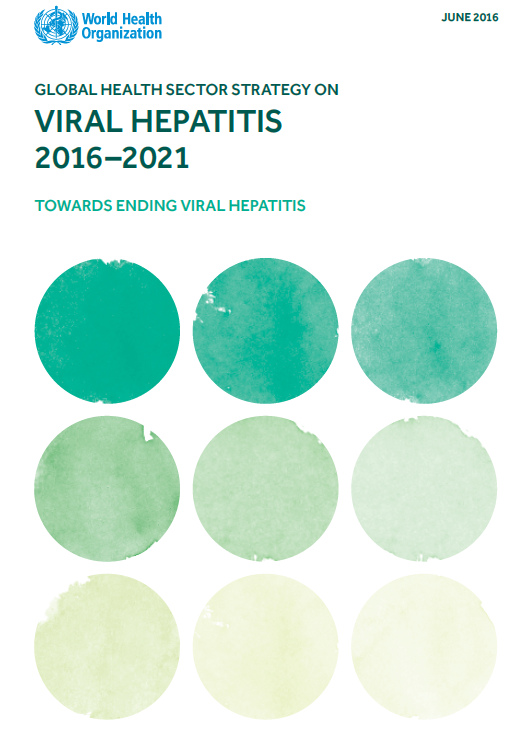 World Health
Organization
JUNE 2016
GLOBAL HEALTH SECTOR STRATEGY ON
VIRAL HEPATITIS
2016–2021
TOWARDS ENDING VIRAL HEPATITIS